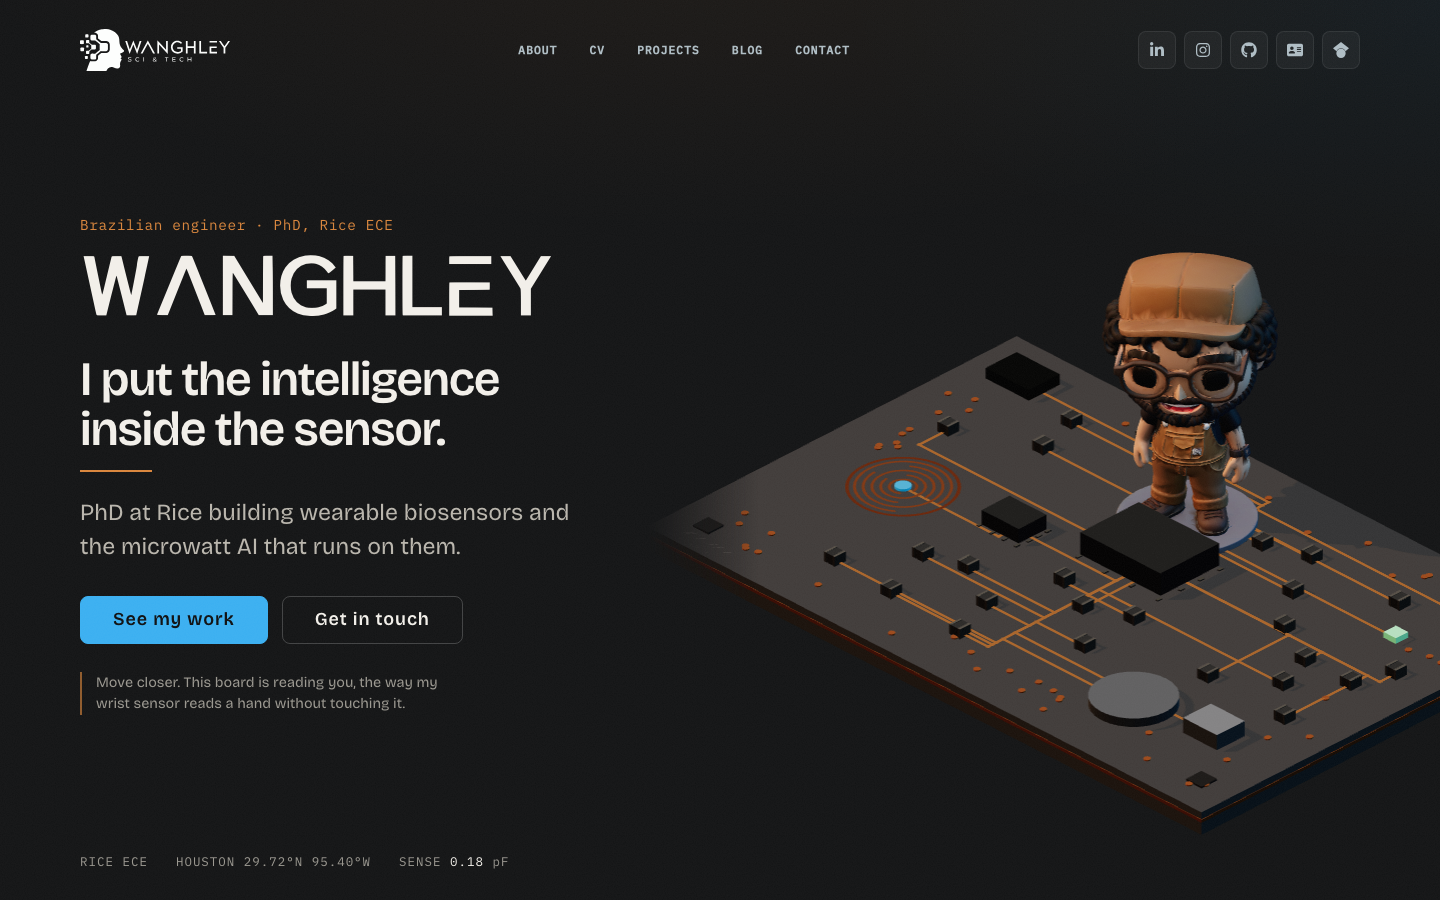 WANGHLEY
SCI & TECH
ABOUT
CV
PROJECTS
BLOG
CONTACT
Brazilian engineer · PhD, Rice ECE
WANGHLEY
I put the intelligence
inside the sensor.
PhD at Rice building wearable biosensors and
the microwatt AI that runs on them.
See my work
Get in touch
Move closer. This board is reading you, the way my
wrist sensor reads a hand without touching it.
RICE ECE
HOUSTON 29.72°N 95.40°W
SENSE 0.18 pF